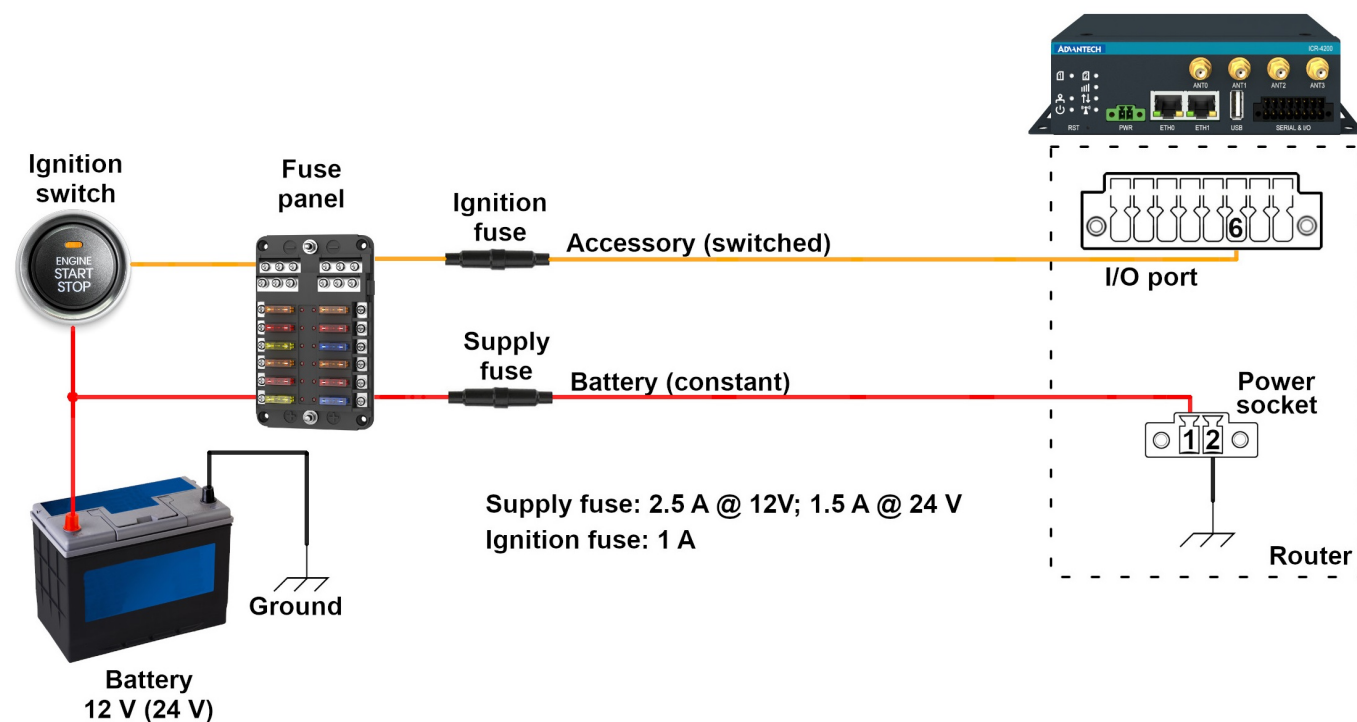 ADVANTECH
ICR-4200
ANT0
ANT1
ANT2
ANT3
RST
PWR
ETH0
ETH1
USB
SERIAL & I/O
Ignition
switch
ENGINE
START
STOP
Fuse
panel
Ignition
fuse
Accessory (switched)
6
I/O port
Supply
fuse
Battery (constant)
Power
socket
1 2
Supply fuse: 2.5 A @ 12V; 1.5 A @ 24 V
Ignition fuse: 1 A
Router
Ground
Battery
12 V (24 V)